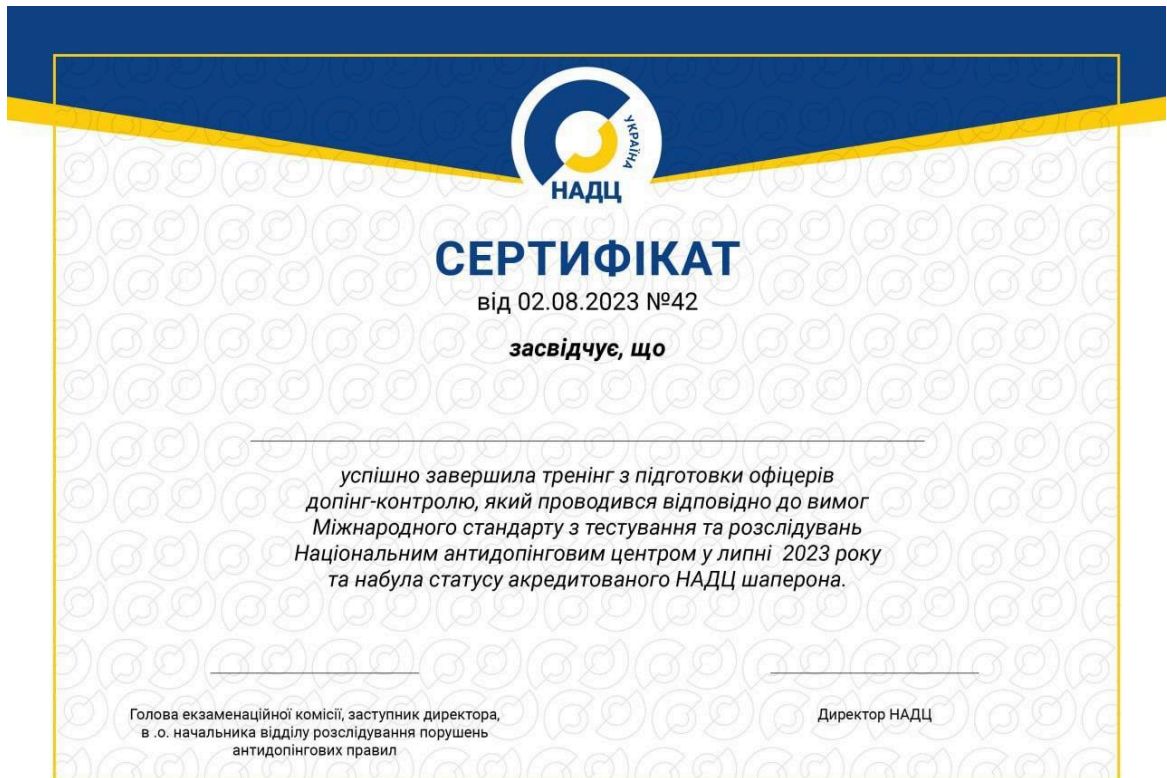 УКРАЇНА
НАДЦ
СЕРТИФІКАТ
від 02.08.2023 №42
засвідчує, що
успішно завершила тренінг з підготовки офіцерів
допінг-контролю, який проводився відповідно до вимог
Міжнародного стандарту з тестування та розслідувань
Національним антидопінговим центром у липні 2023 року
та набула статусу акредитованого НАДЦ шаперона.
Голова екзаменаційної комісії, заступник директора,
в .о. начальника відділу розслідування порушень
антидопінгових правил
Директор НАДЦ